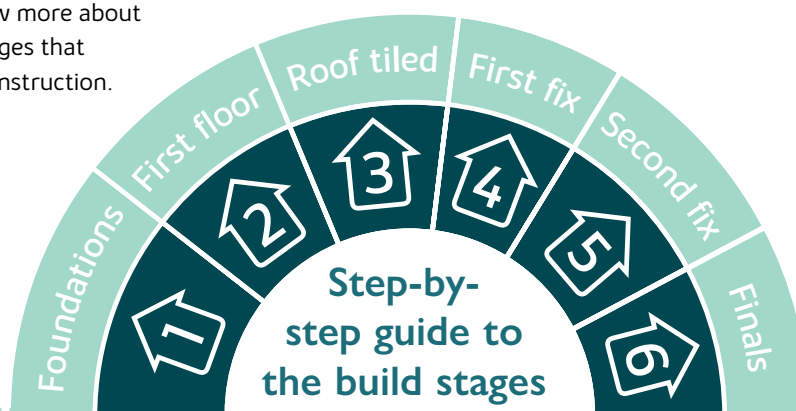 more about
ges that
nstruction.
Foundations
First floor
Roof tiled
First fix
Second fix
Finals
1
2
3
4
5
6
Step-by-
step guide to
the build stages